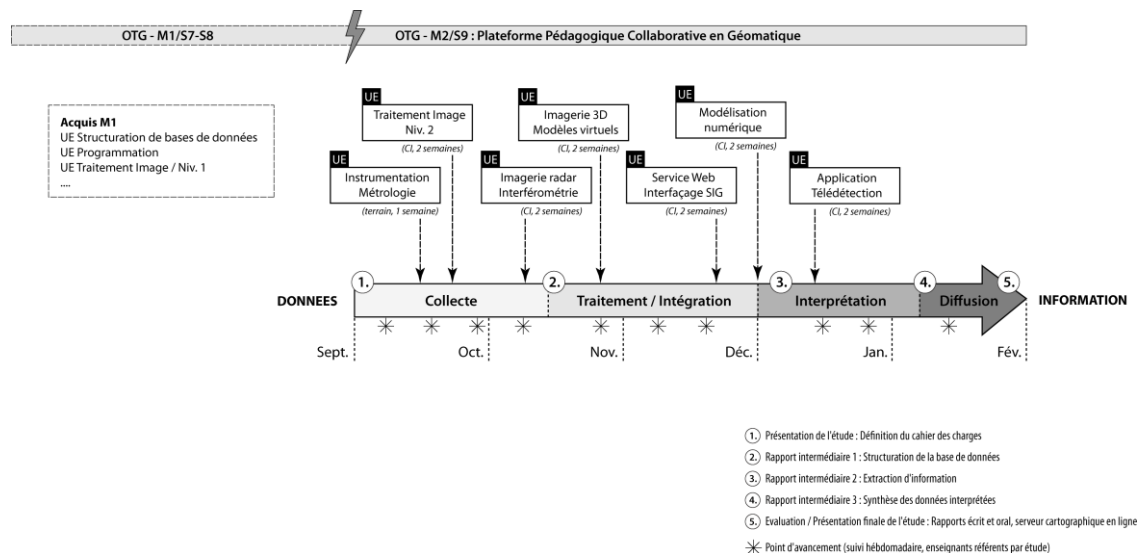 OTG - M1/S7-S8
OTG - M2/S9 : Plateforme Pédagogique Collaborative en Géomatique
Acquis M1
UE Structuration de bases de données
UE Programmation
UE Traitement Image / Niv. 1
....
UE
Traitement Image
Niv. 2
(CI, 2 semaines)
UE
Imagerie 3D
Modèles virtuels
(CI, 2 semaines)
UE
Modélisation
numérique
(CI, 2 semaines)
UE
Instrumentation
Métrologie
(terrain, 1 semaine)
UE
Imagerie radar
Interférométrie
(CI, 2 semaines)
UE
Service Web
Interfaçage SIG
(CI, 2 semaines)
UE
Application
Télédétection
(CI, 2 semaines)
1.
2.
3.
4.
5.
DONNEES
Collecte
Traitement / Intégration
Interprétation
Diffusion
INFORMATION
Sept.
Oct.
Nov.
Déc.
Jan.
Fév.
1. Présentation de l'étude : Définition du cahier des charges
2. Rapport intermédiaire 1 : Structuration de la base de données
3. Rapport intermédiaire 2 : Extraction d'information
4. Rapport intermédiaire 3 : Synthèse des données interprétées
5. Evaluation / Présentation finale de l'étude : Rapports écrit et oral, serveur cartographique en ligne
Point d'avancement (suivi hébdomadaire, enseignants référents par étude)